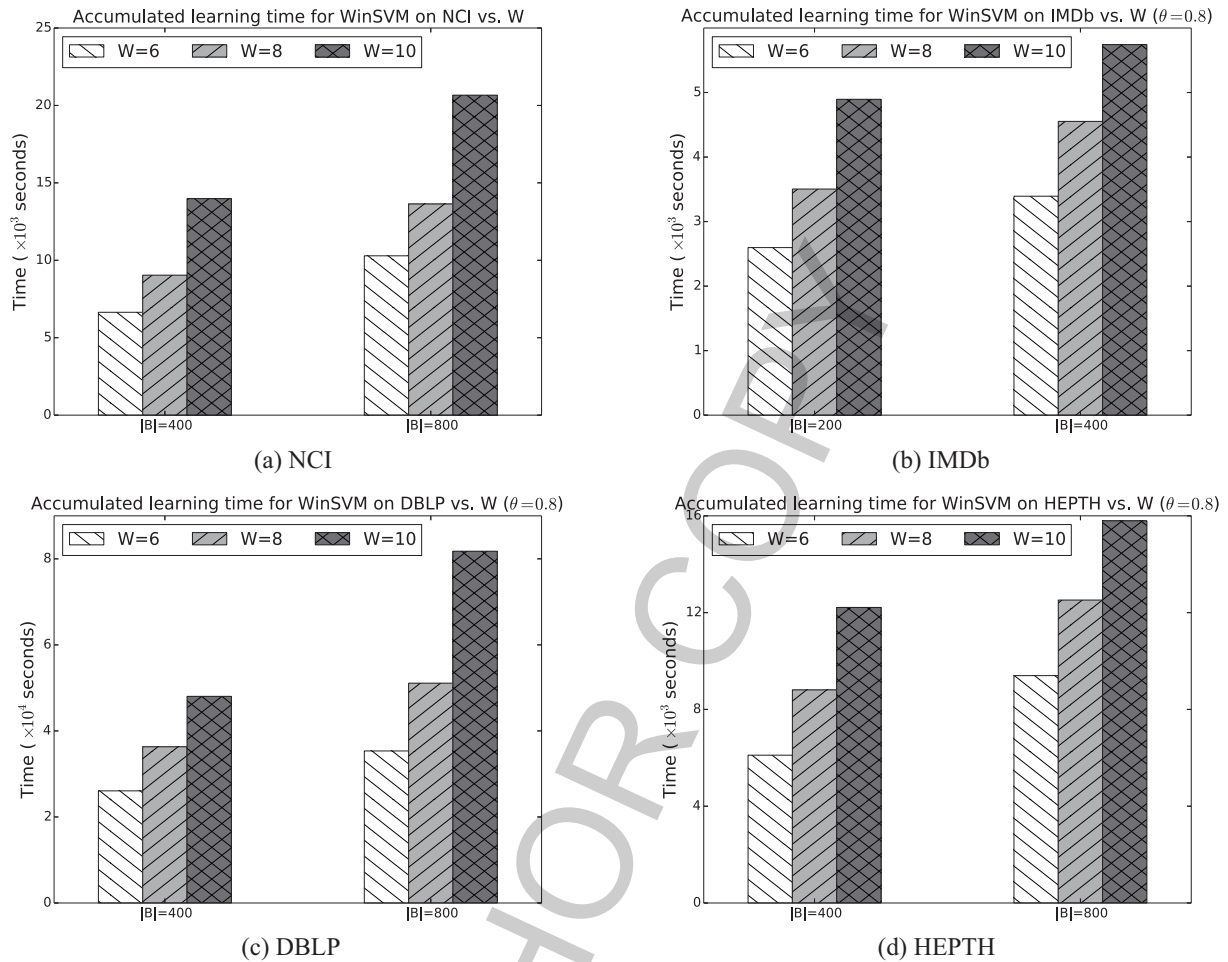 Accumulated learning time for WinSVM on NCI vs. W
W=6 W=8 W=10
25
20
15
10
5
0
Time ( ×10³ seconds)
|B|=400 |B|=800
(a) NCI
Accumulated learning time for WinSVM on IMDb vs. W (θ=0.8)
W=6 W=8 W=10
5
4
3
2
1
0
Time ( ×10³ seconds)
|B|=200 |B|=400
(b) IMDb
Accumulated learning time for WinSVM on DBLP vs. W (θ=0.8)
W=6 W=8 W=10
8
6
4
2
0
Time ( ×10⁴ seconds)
|B|=400 |B|=800
(c) DBLP
Accumulated learning time for WinSVM on HEPTH vs. W (θ=0.8)
W=6 W=8 W=10
16
12
8
4
0
Time ( ×10³ seconds)
|B|=400 |B|=800
(d) HEPTH
HOR COPY